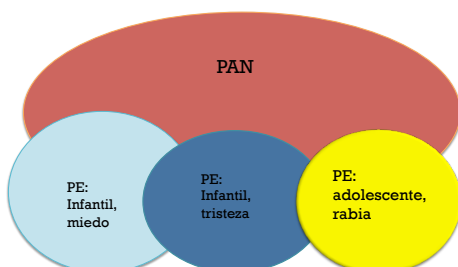 PAN
PE:
Infantil,
miedo
PE:
Infantil,
tristeza
PE:
adolescente,
rabia